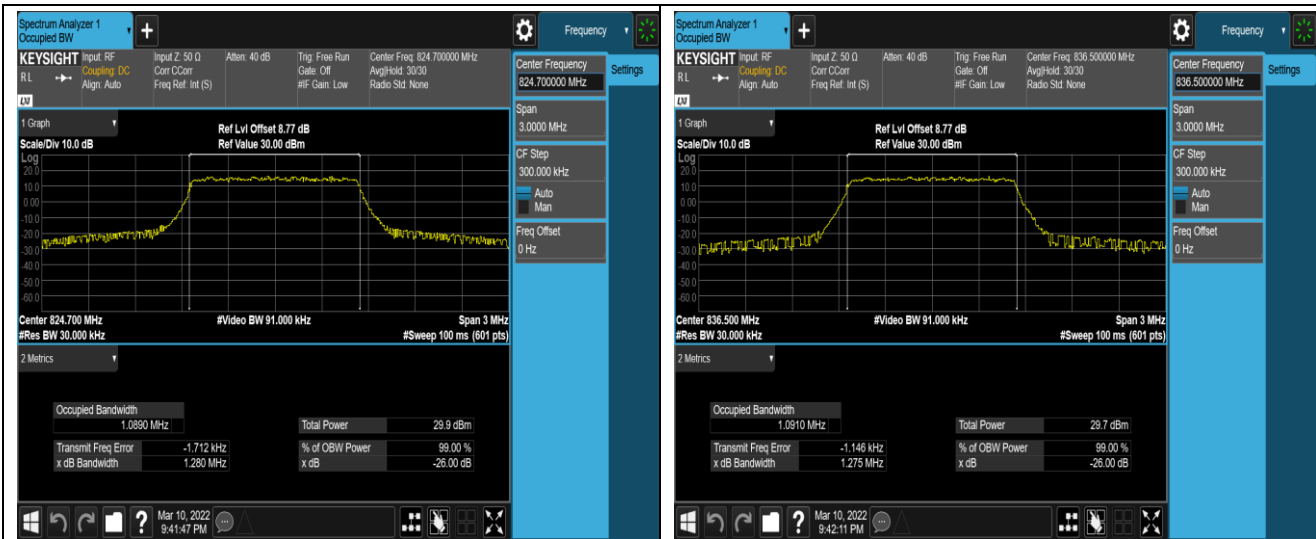 Spectrum Analyzer 1
Occupied BW
+
Frequency
KEYSIGHT Input: RF Input Z: 50 Ω Atten: 40 dB Trig: Free Run Center Freq: 824.700000 MHz
RL Coupling: DC Corr CCorr Gate: Off Avg|Hold: 30/30
Align: Auto Freq Ref: Int (S) #IF Gain: Low Radio Std: None
LXI
Center Frequency
824.700000 MHz
Settings
Span
3.0000 MHz
CF Step
300.000 kHz
Auto
Man
Freq Offset
0 Hz
1 Graph
Ref Lvl Offset 8.77 dB
Scale/Div 10.0 dB Ref Value 30.00 dBm
Log
20.0
10.0
0.00
-10.0
-20.0
-30.0
-40.0
-50.0
-60.0
Center 824.700 MHz #Video BW 91.000 kHz Span 3 MHz
#Res BW 30.000 kHz #Sweep 100 ms (601 pts)
2 Metrics
Occupied Bandwidth
1.0890 MHz Total Power 29.9 dBm
Transmit Freq Error -1.712 kHz % of OBW Power 99.00 %
x dB Bandwidth 1.280 MHz x dB -26.00 dB
? Mar 10, 2022
9:41:47 PM
Spectrum Analyzer 1
Occupied BW
+
Frequency
KEYSIGHT Input: RF Input Z: 50 Ω Atten: 40 dB Trig: Free Run Center Freq: 836.500000 MHz
RL Coupling: DC Corr CCorr Gate: Off Avg|Hold: 30/30
Align: Auto Freq Ref: Int (S) #IF Gain: Low Radio Std: None
LXI
Center Frequency
836.500000 MHz
Settings
Span
3.0000 MHz
CF Step
300.000 kHz
Auto
Man
Freq Offset
0 Hz
1 Graph
Ref Lvl Offset 8.77 dB
Scale/Div 10.0 dB Ref Value 30.00 dBm
Log
20.0
10.0
0.00
-10.0
-20.0
-30.0
-40.0
-50.0
-60.0
Center 836.500 MHz #Video BW 91.000 kHz Span 3 MHz
#Res BW 30.000 kHz #Sweep 100 ms (601 pts)
2 Metrics
Occupied Bandwidth
1.0910 MHz Total Power 29.7 dBm
Transmit Freq Error -1.146 kHz % of OBW Power 99.00 %
x dB Bandwidth 1.275 MHz x dB -26.00 dB
? Mar 10, 2022
9:42:11 PM